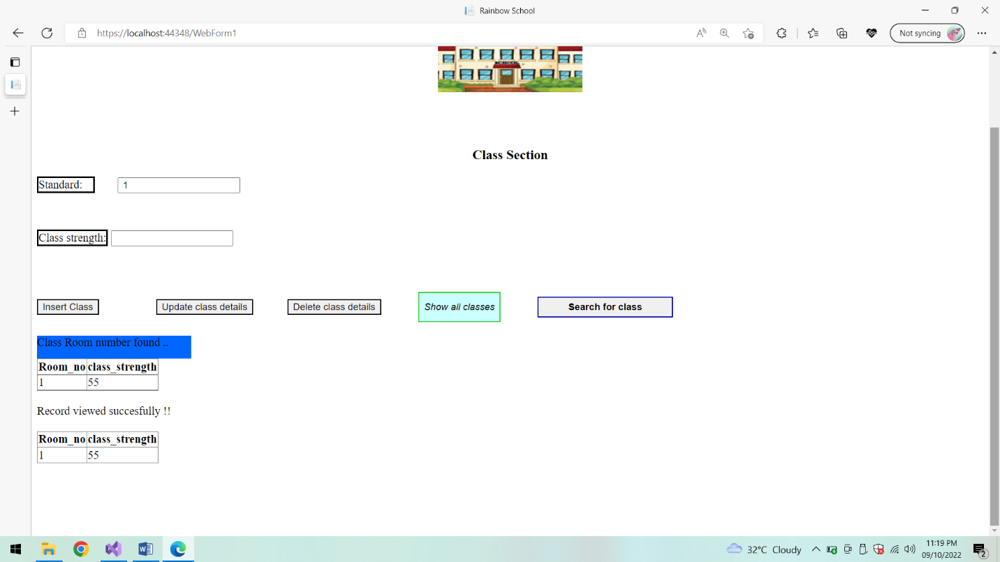 Rainbow School
https://localhost:44348/WebForm1
Not syncing
SCHOOL
Class Section
Standard:
1
Class strength:
Insert Class
Update class details
Delete class details
Show all classes
Search for class
Class Room number found ..
Room_no class_strength
1 55
Record viewed succesfully !!
Room_no class_strength
1 55
32°C Cloudy
11:19 PM
09/10/2022
2